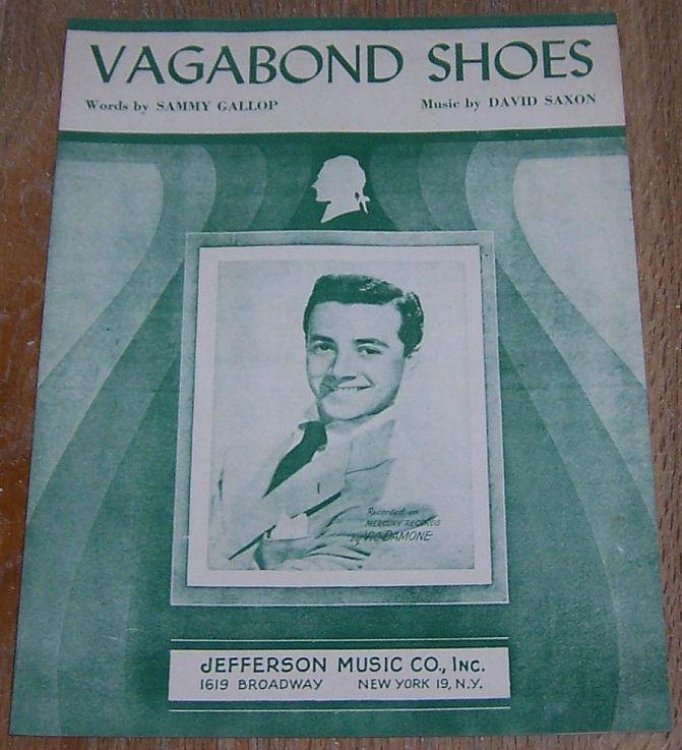 VAGABOND SHOES
Words by SAMMY GALLOP Music by DAVID SAXON
Recorded on
MERCURY RECORDS
by VIC DAMONE
JEFFERSON MUSIC CO., INC.
1619 BROADWAY NEW YORK 19, N.Y.